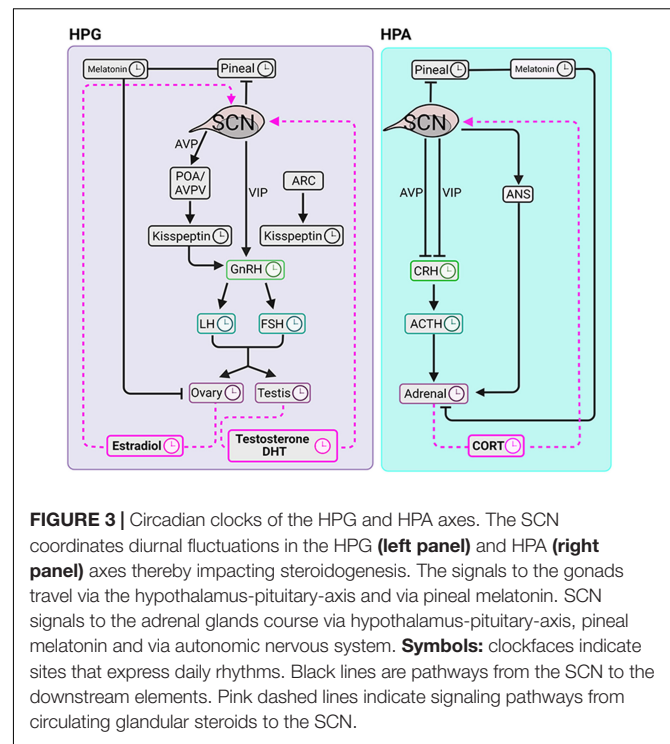 HPG
HPA
Melatonin
Pineal
Pineal
Melatonin
SCN
SCN
AVP
POA/
AVPV
VIP
ARC
AVP
VIP
ANS
Kisspeptin
Kisspeptin
GnRH
CRH
LH
FSH
ACTH
Ovary
Testis
Adrenal
Estradiol
Testosterone
DHT
CORT
FIGURE 3 | Circadian clocks of the HPG and HPA axes. The SCN
coordinates diurnal fluctuations in the HPG (left panel) and HPA (right
panel) axes thereby impacting steroidogenesis. The signals to the gonads
travel via the hypothalamus-pituitary-axis and via pineal melatonin. SCN
signals to the adrenal glands course via hypothalamus-pituitary-axis, pineal
melatonin and via autonomic nervous system. Symbols: clockfaces indicate
sites that express daily rhythms. Black lines are pathways from the SCN to the
downstream elements. Pink dashed lines indicate signaling pathways from
circulating glandular steroids to the SCN.